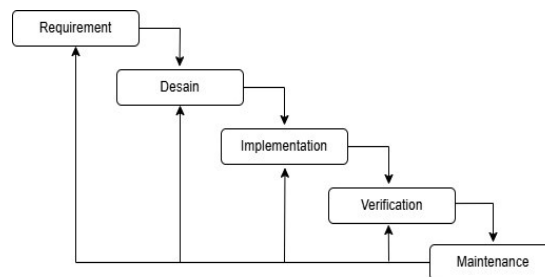 Requirement
Desain
Implementation
Verification
Maintenance